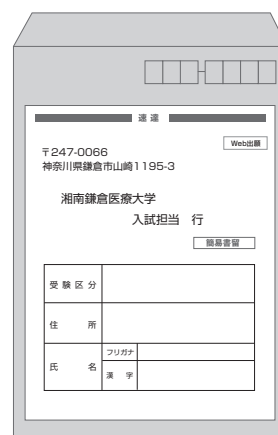 速達
Web出願
〒247-0066
神奈川県鎌倉市山崎1195-3
湘南鎌倉医療大学
入試担当 行
簡易書留
受験区分
住 所
氏 名
フリガナ
漢 字